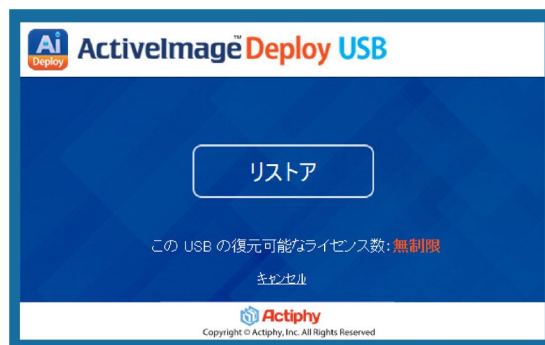 Ai
Deploy
ActiveImage™ Deploy USB
リストア
この USB の復元可能なライセンス数:無制限
キャンセル
Actiphy
Copyright © Actiphy, Inc. All Rights Reserved